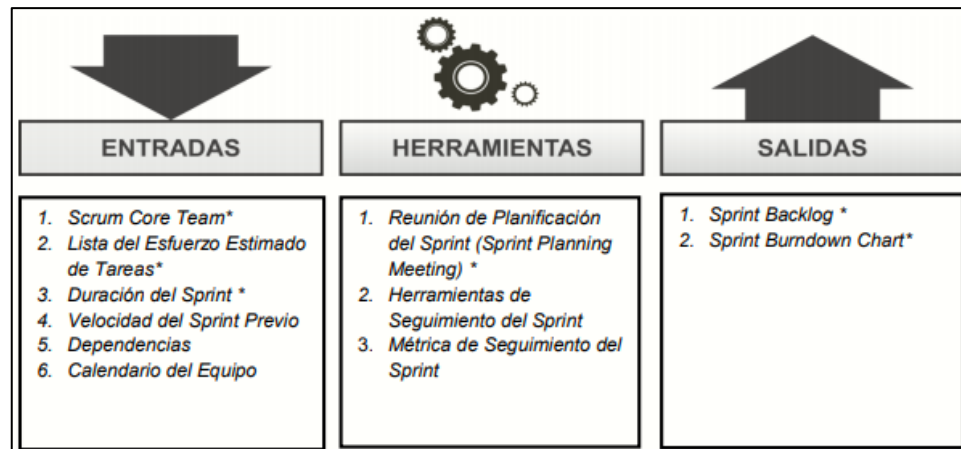 ENTRADAS
1. Scrum Core Team*
2. Lista del Esfuerzo Estimado
de Tareas*
3. Duración del Sprint *
4. Velocidad del Sprint Previo
5. Dependencias
6. Calendario del Equipo
HERRAMIENTAS
1. Reunión de Planificación
del Sprint (Sprint Planning
Meeting) *
2. Herramientas de
Seguimiento del Sprint
3. Métrica de Seguimiento del
Sprint
SALIDAS
1. Sprint Backlog *
2. Sprint Burndown Chart*